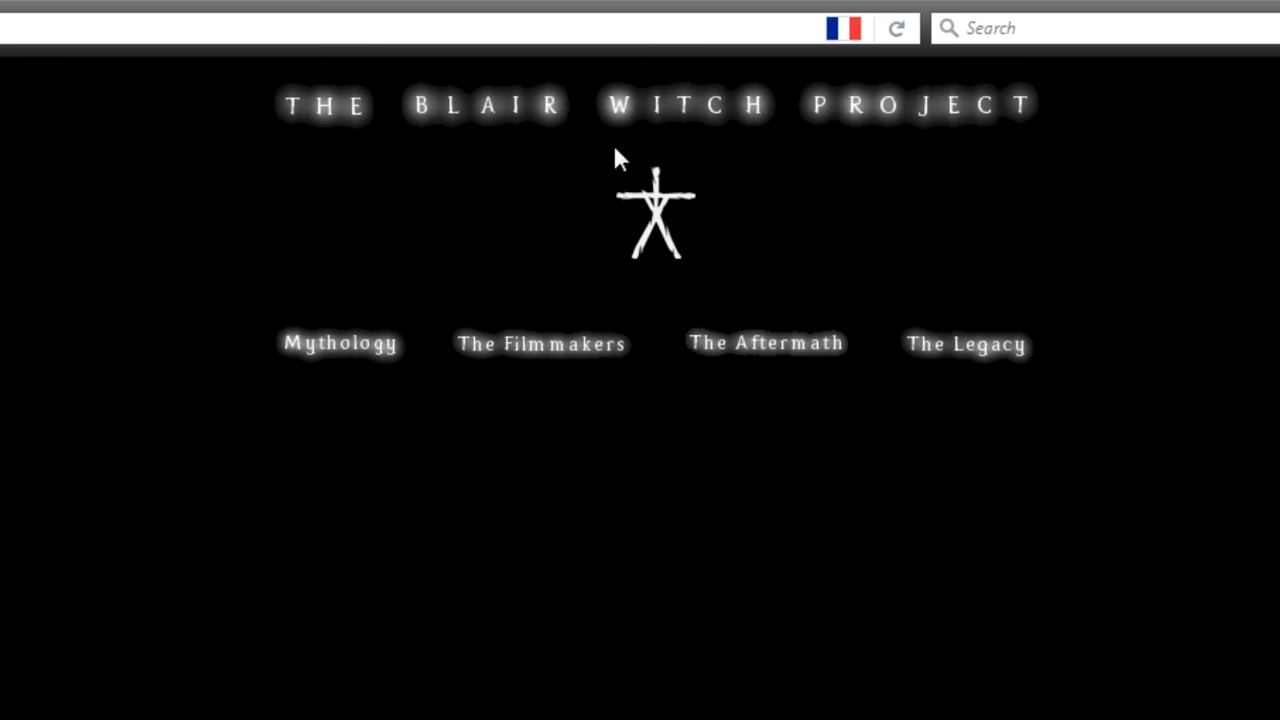 Search
THE BLAIR WITCH PROJECT
Mythology The Filmmakers The Aftermath The Legacy